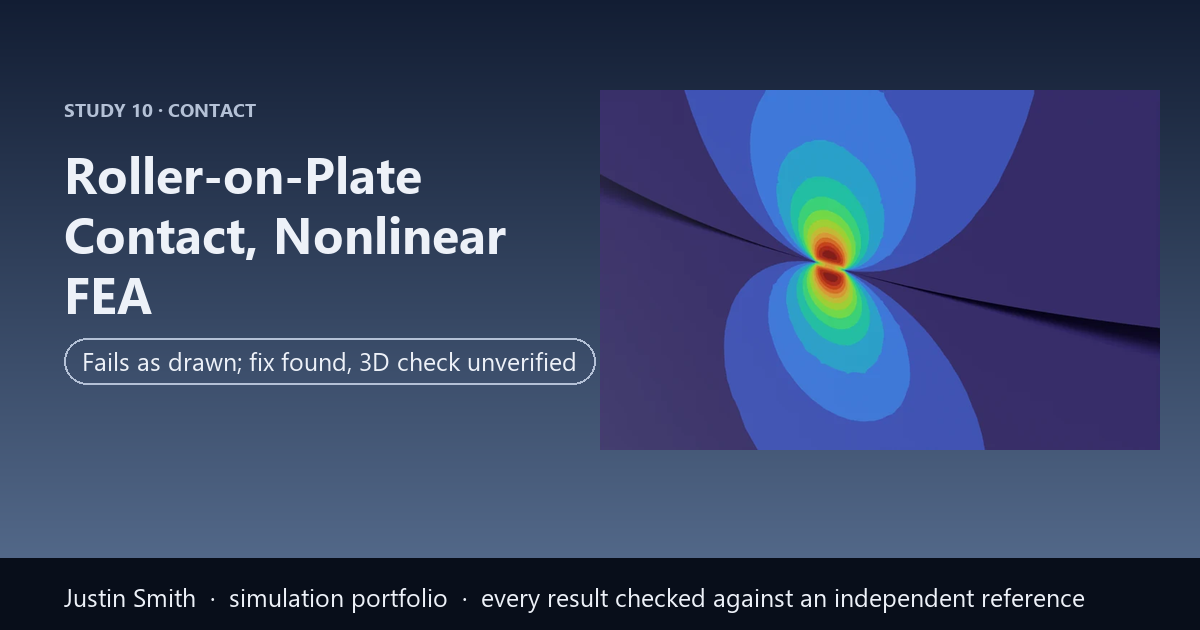 STUDY 10 · CONTACT
Roller-on-Plate
Contact, Nonlinear
FEA
Fails as drawn; fix found, 3D check unverified
Justin Smith · simulation portfolio · every result checked against an independent reference